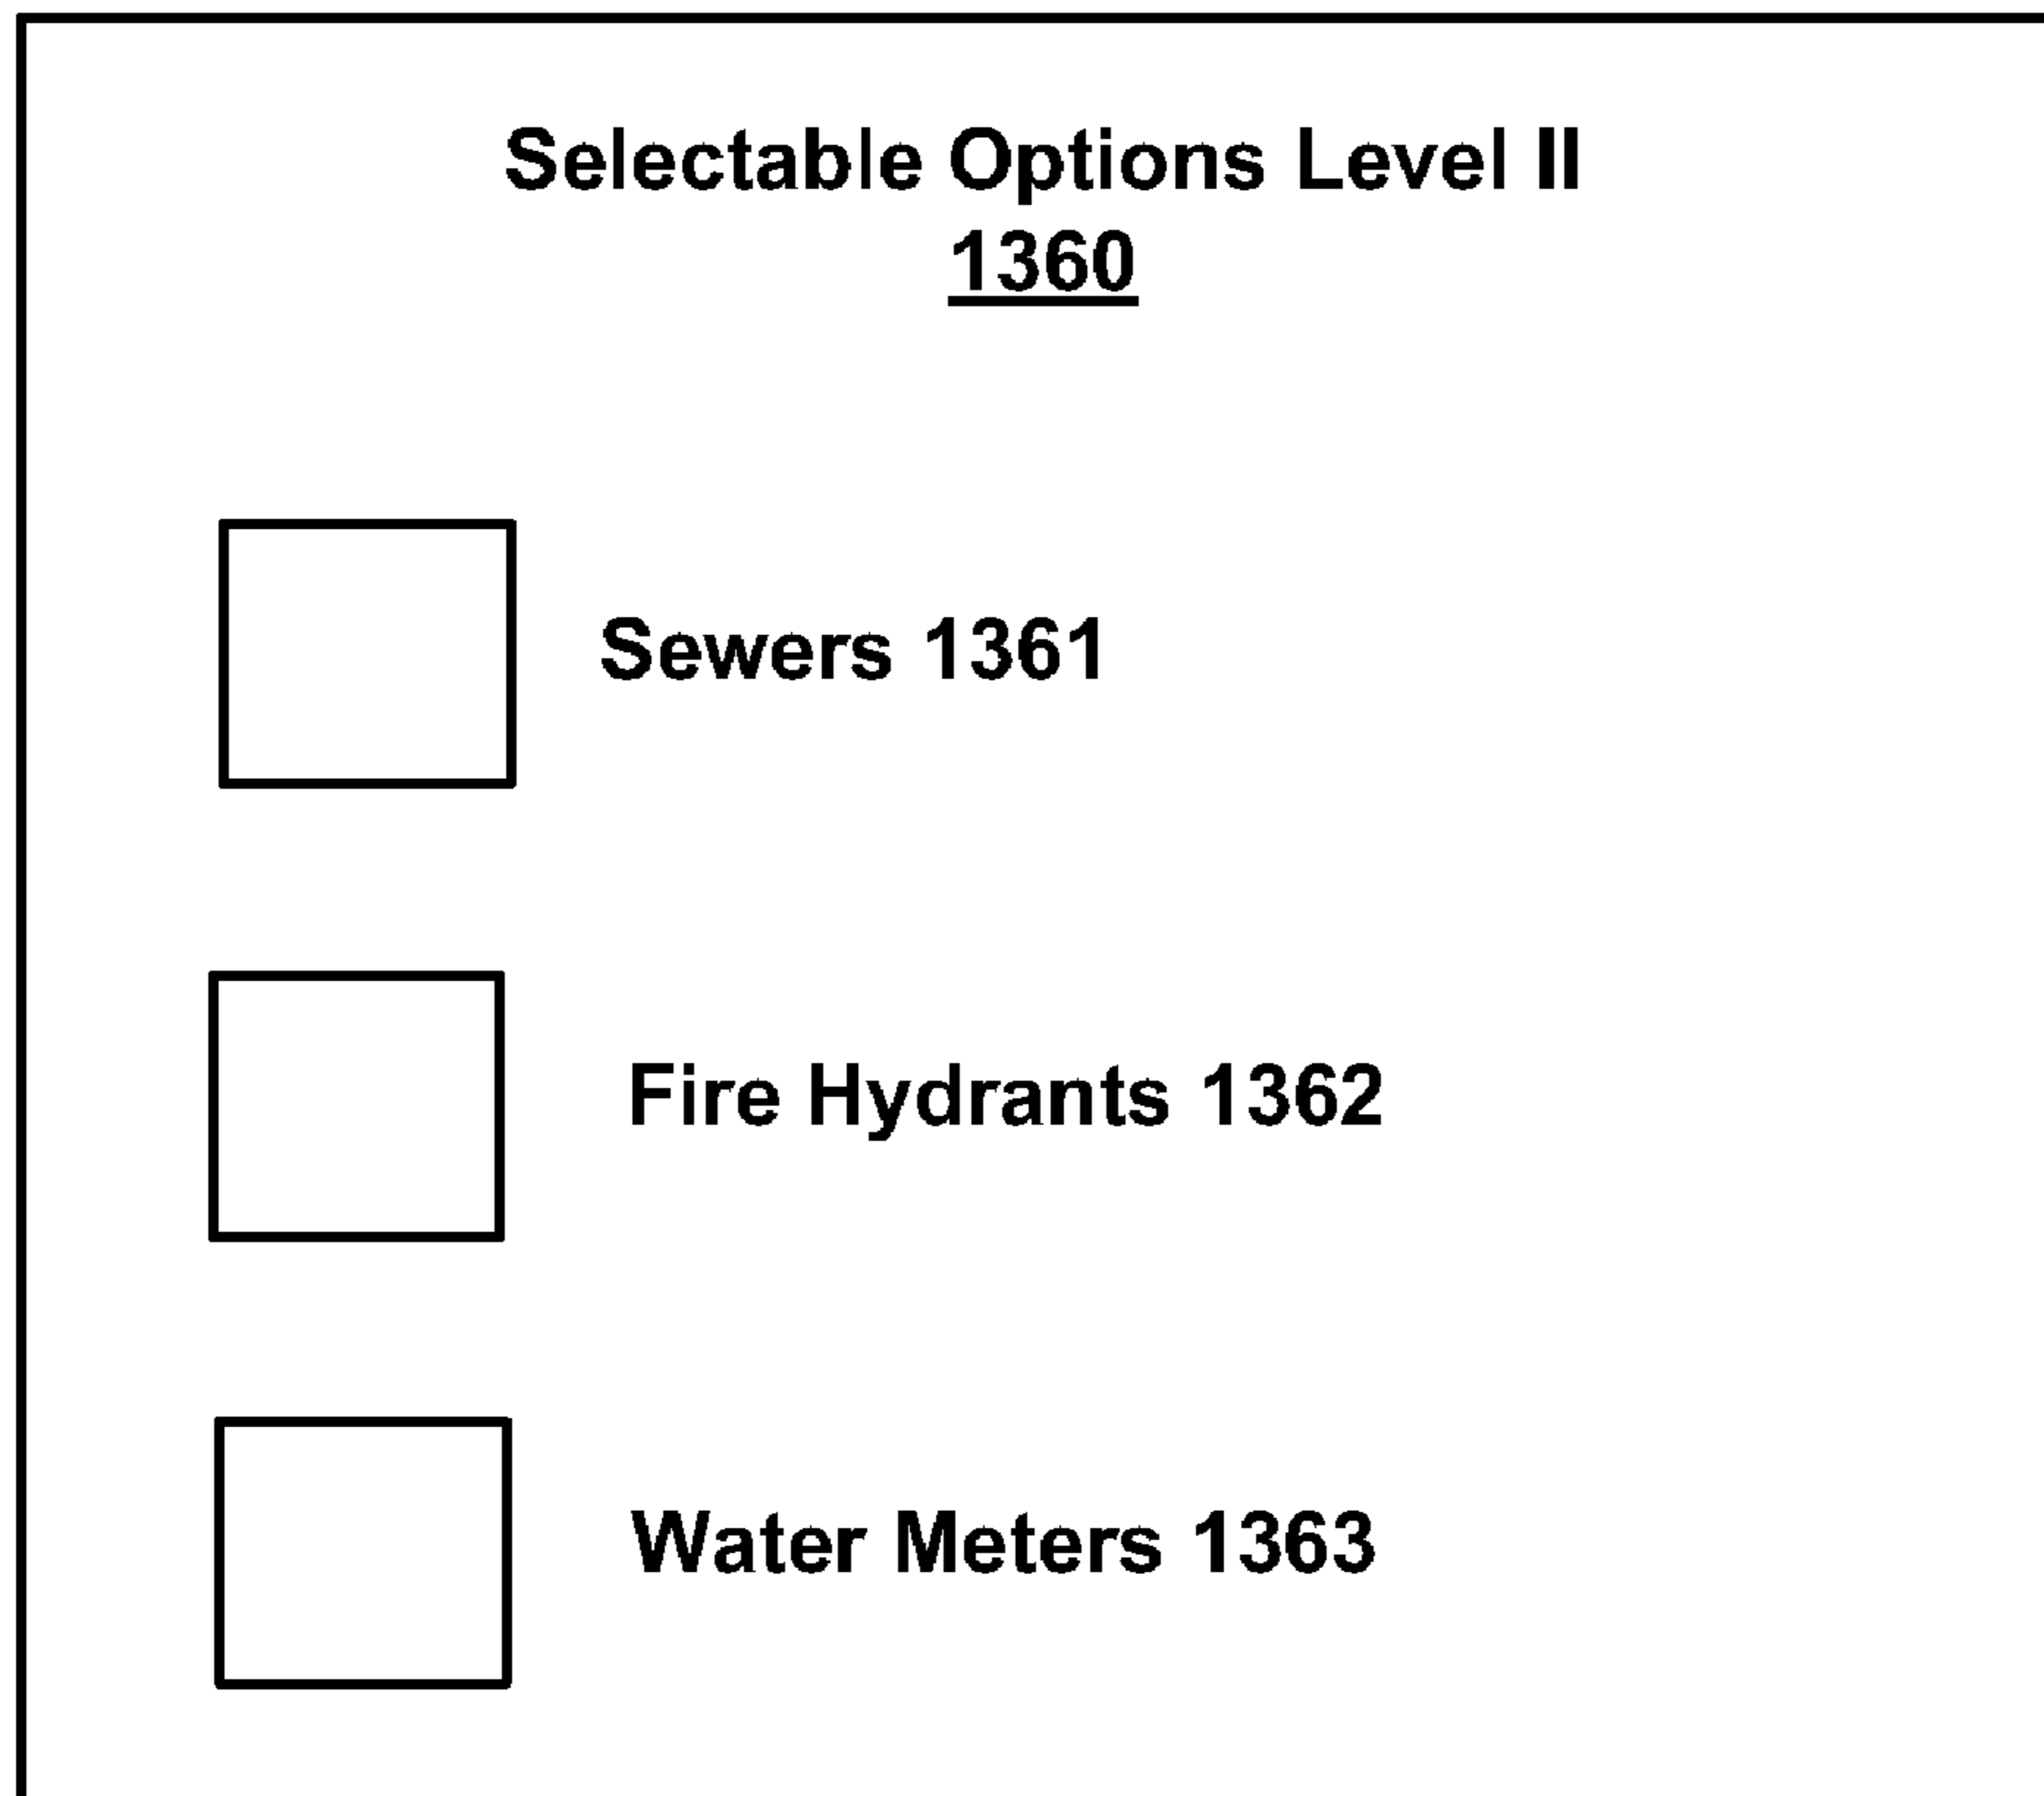 Selectable Options Level II
1360
Sewers 1361
Fire Hydrants 1362
Water Meters 1363